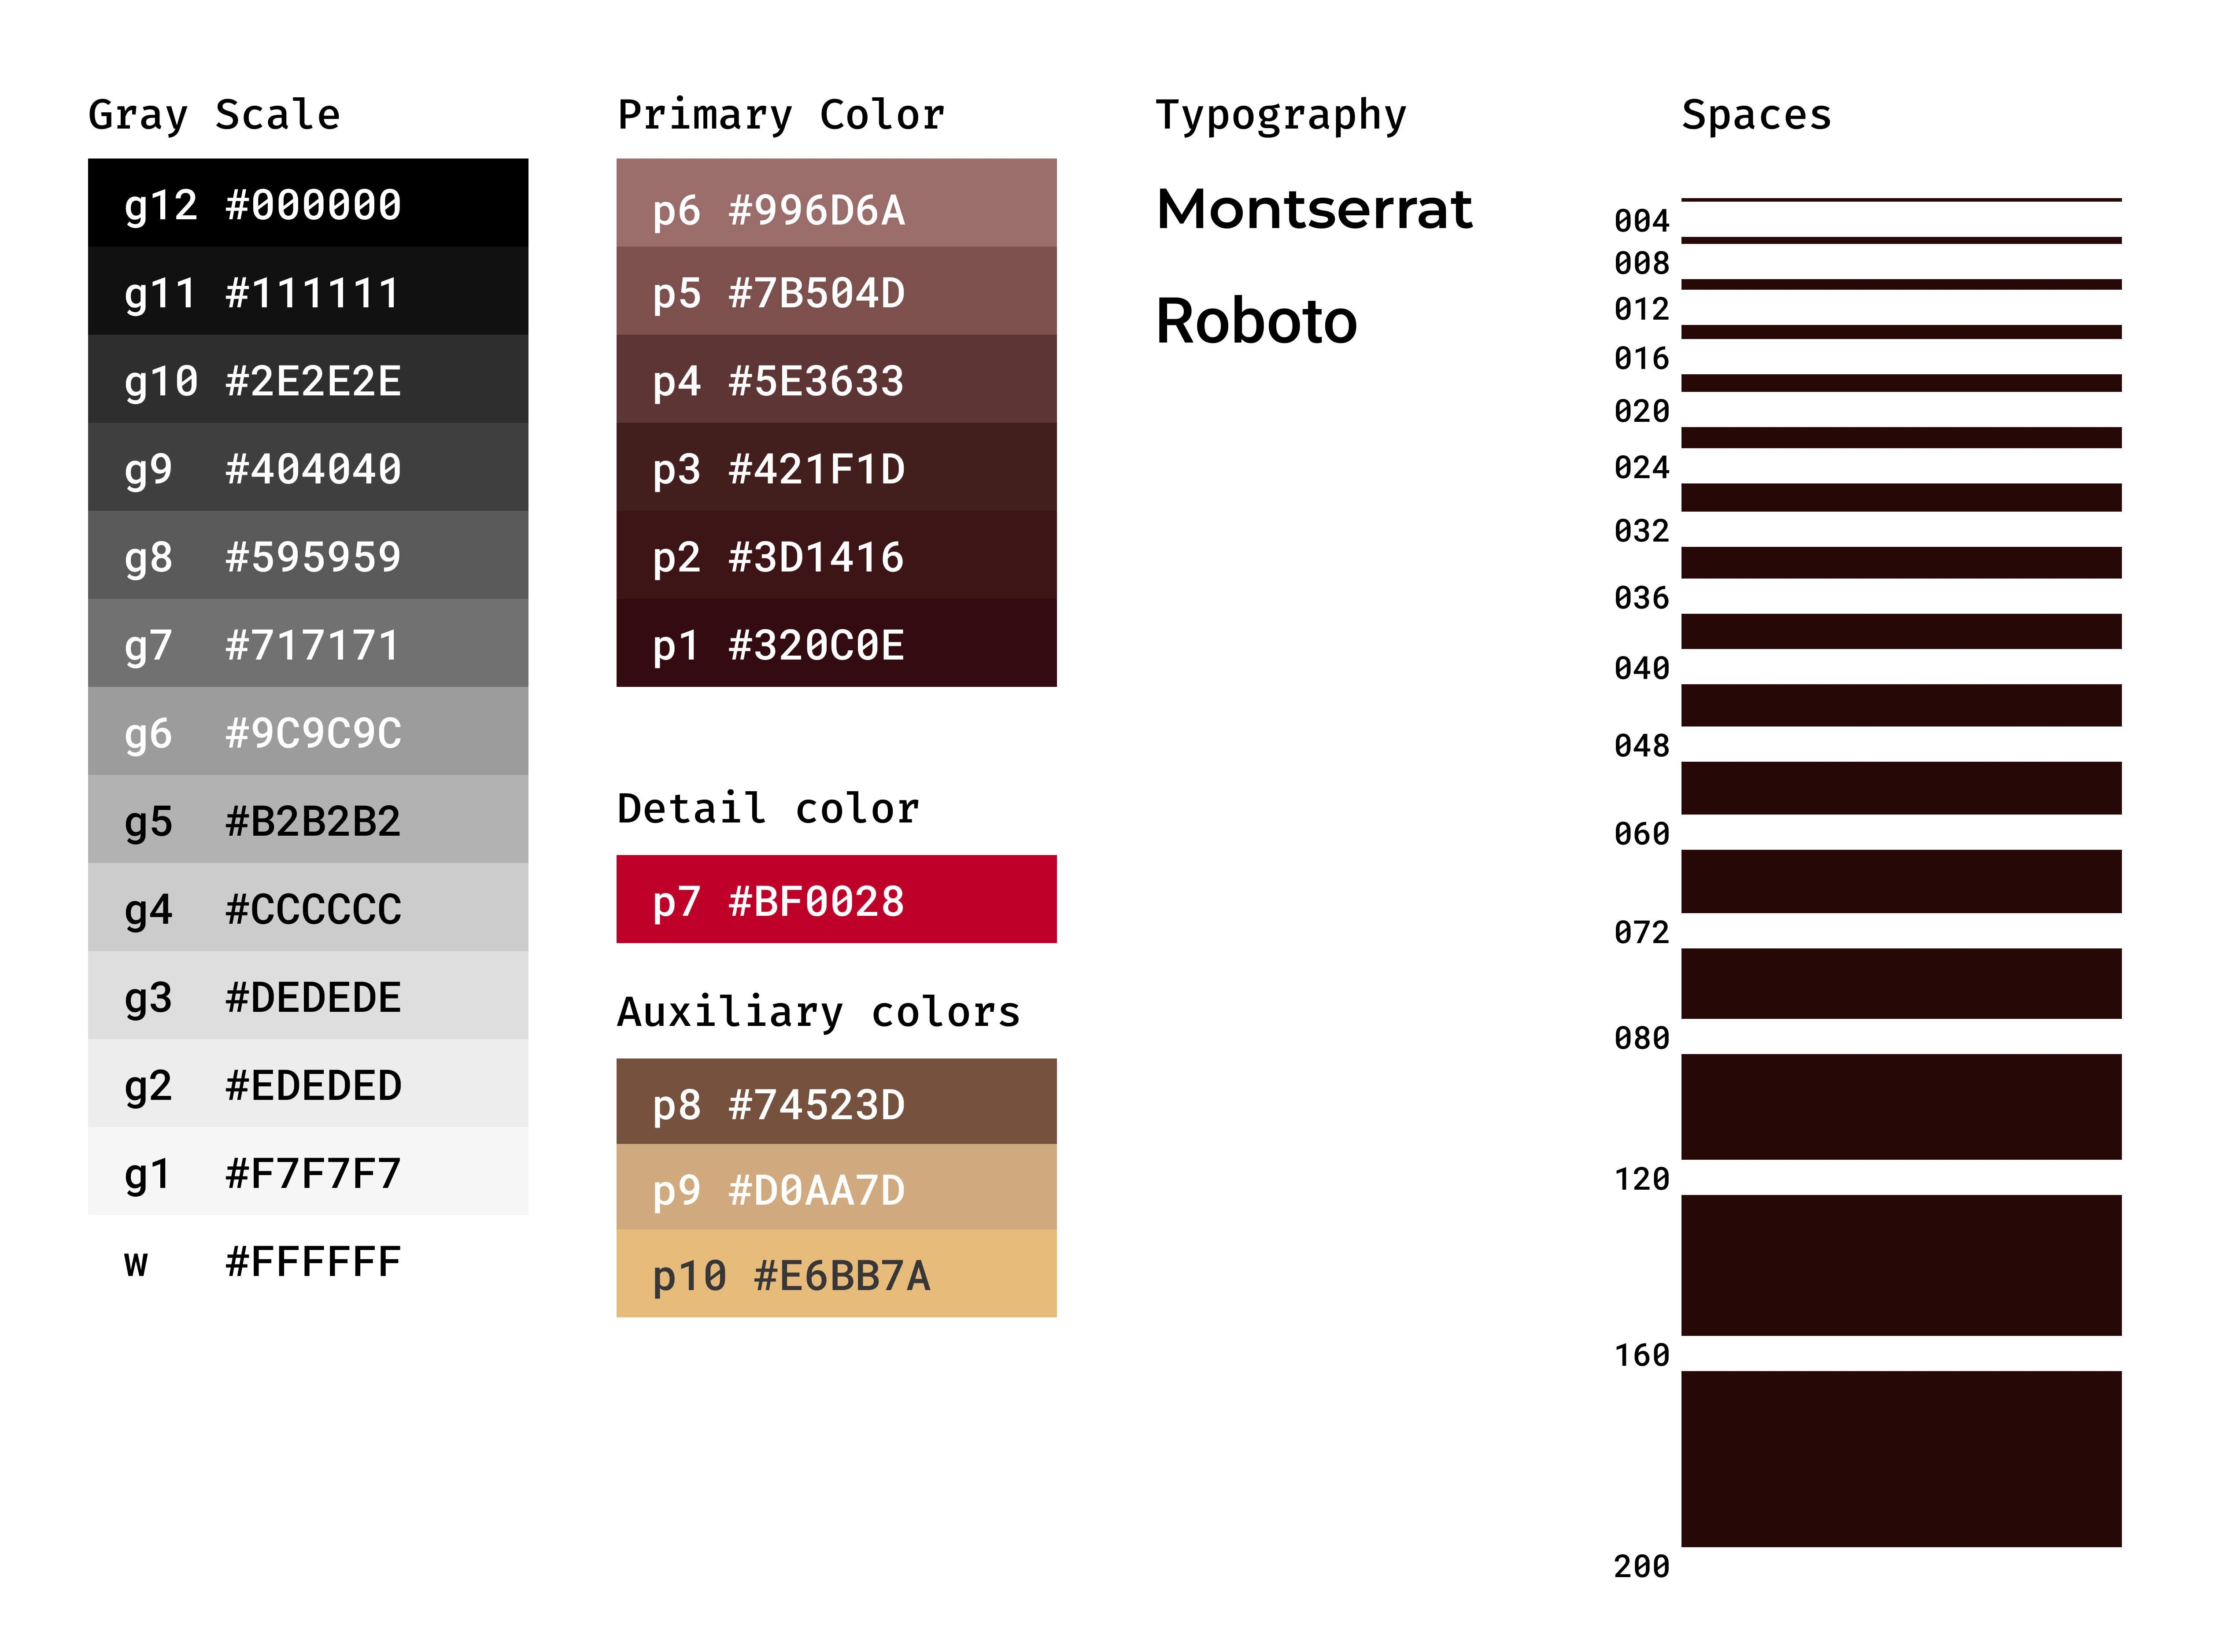 Gray Scale
g12 #000000
g11 #111111
g10 #2E2E2E
g9 #404040
g8 #595959
g7 #717171
g6 #9C9C9C
g5 #B2B2B2
g4 #CCCCCC
g3 #DEDEDE
g2 #EDEDED
g1 #F7F7F7
w #FFFFFF
Primary Color
p6 #996D6A
p5 #7B504D
p4 #5E3633
p3 #421F1D
p2 #3D1416
p1 #320C0E
Detail color
p7 #BF0028
Auxiliary colors
p8 #74523D
p9 #D0AA7D
p10 #E6BB7A
Typography
Montserrat
Roboto
Spaces
004
008
012
016
020
024
032
036
040
048
060
072
080
120
160
200